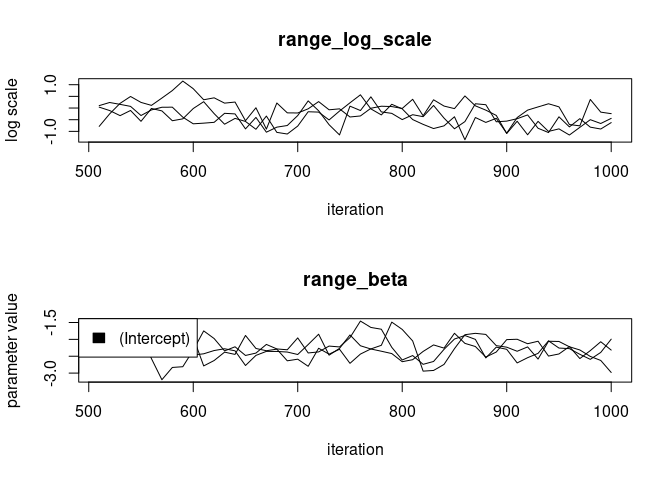 range_log_scale
1.0
-1.0
log scale
500 600 700 800 900 1000
iteration
range_beta
-1.5
-3.0
parameter value
(Intercept)
500 600 700 800 900 1000
iteration